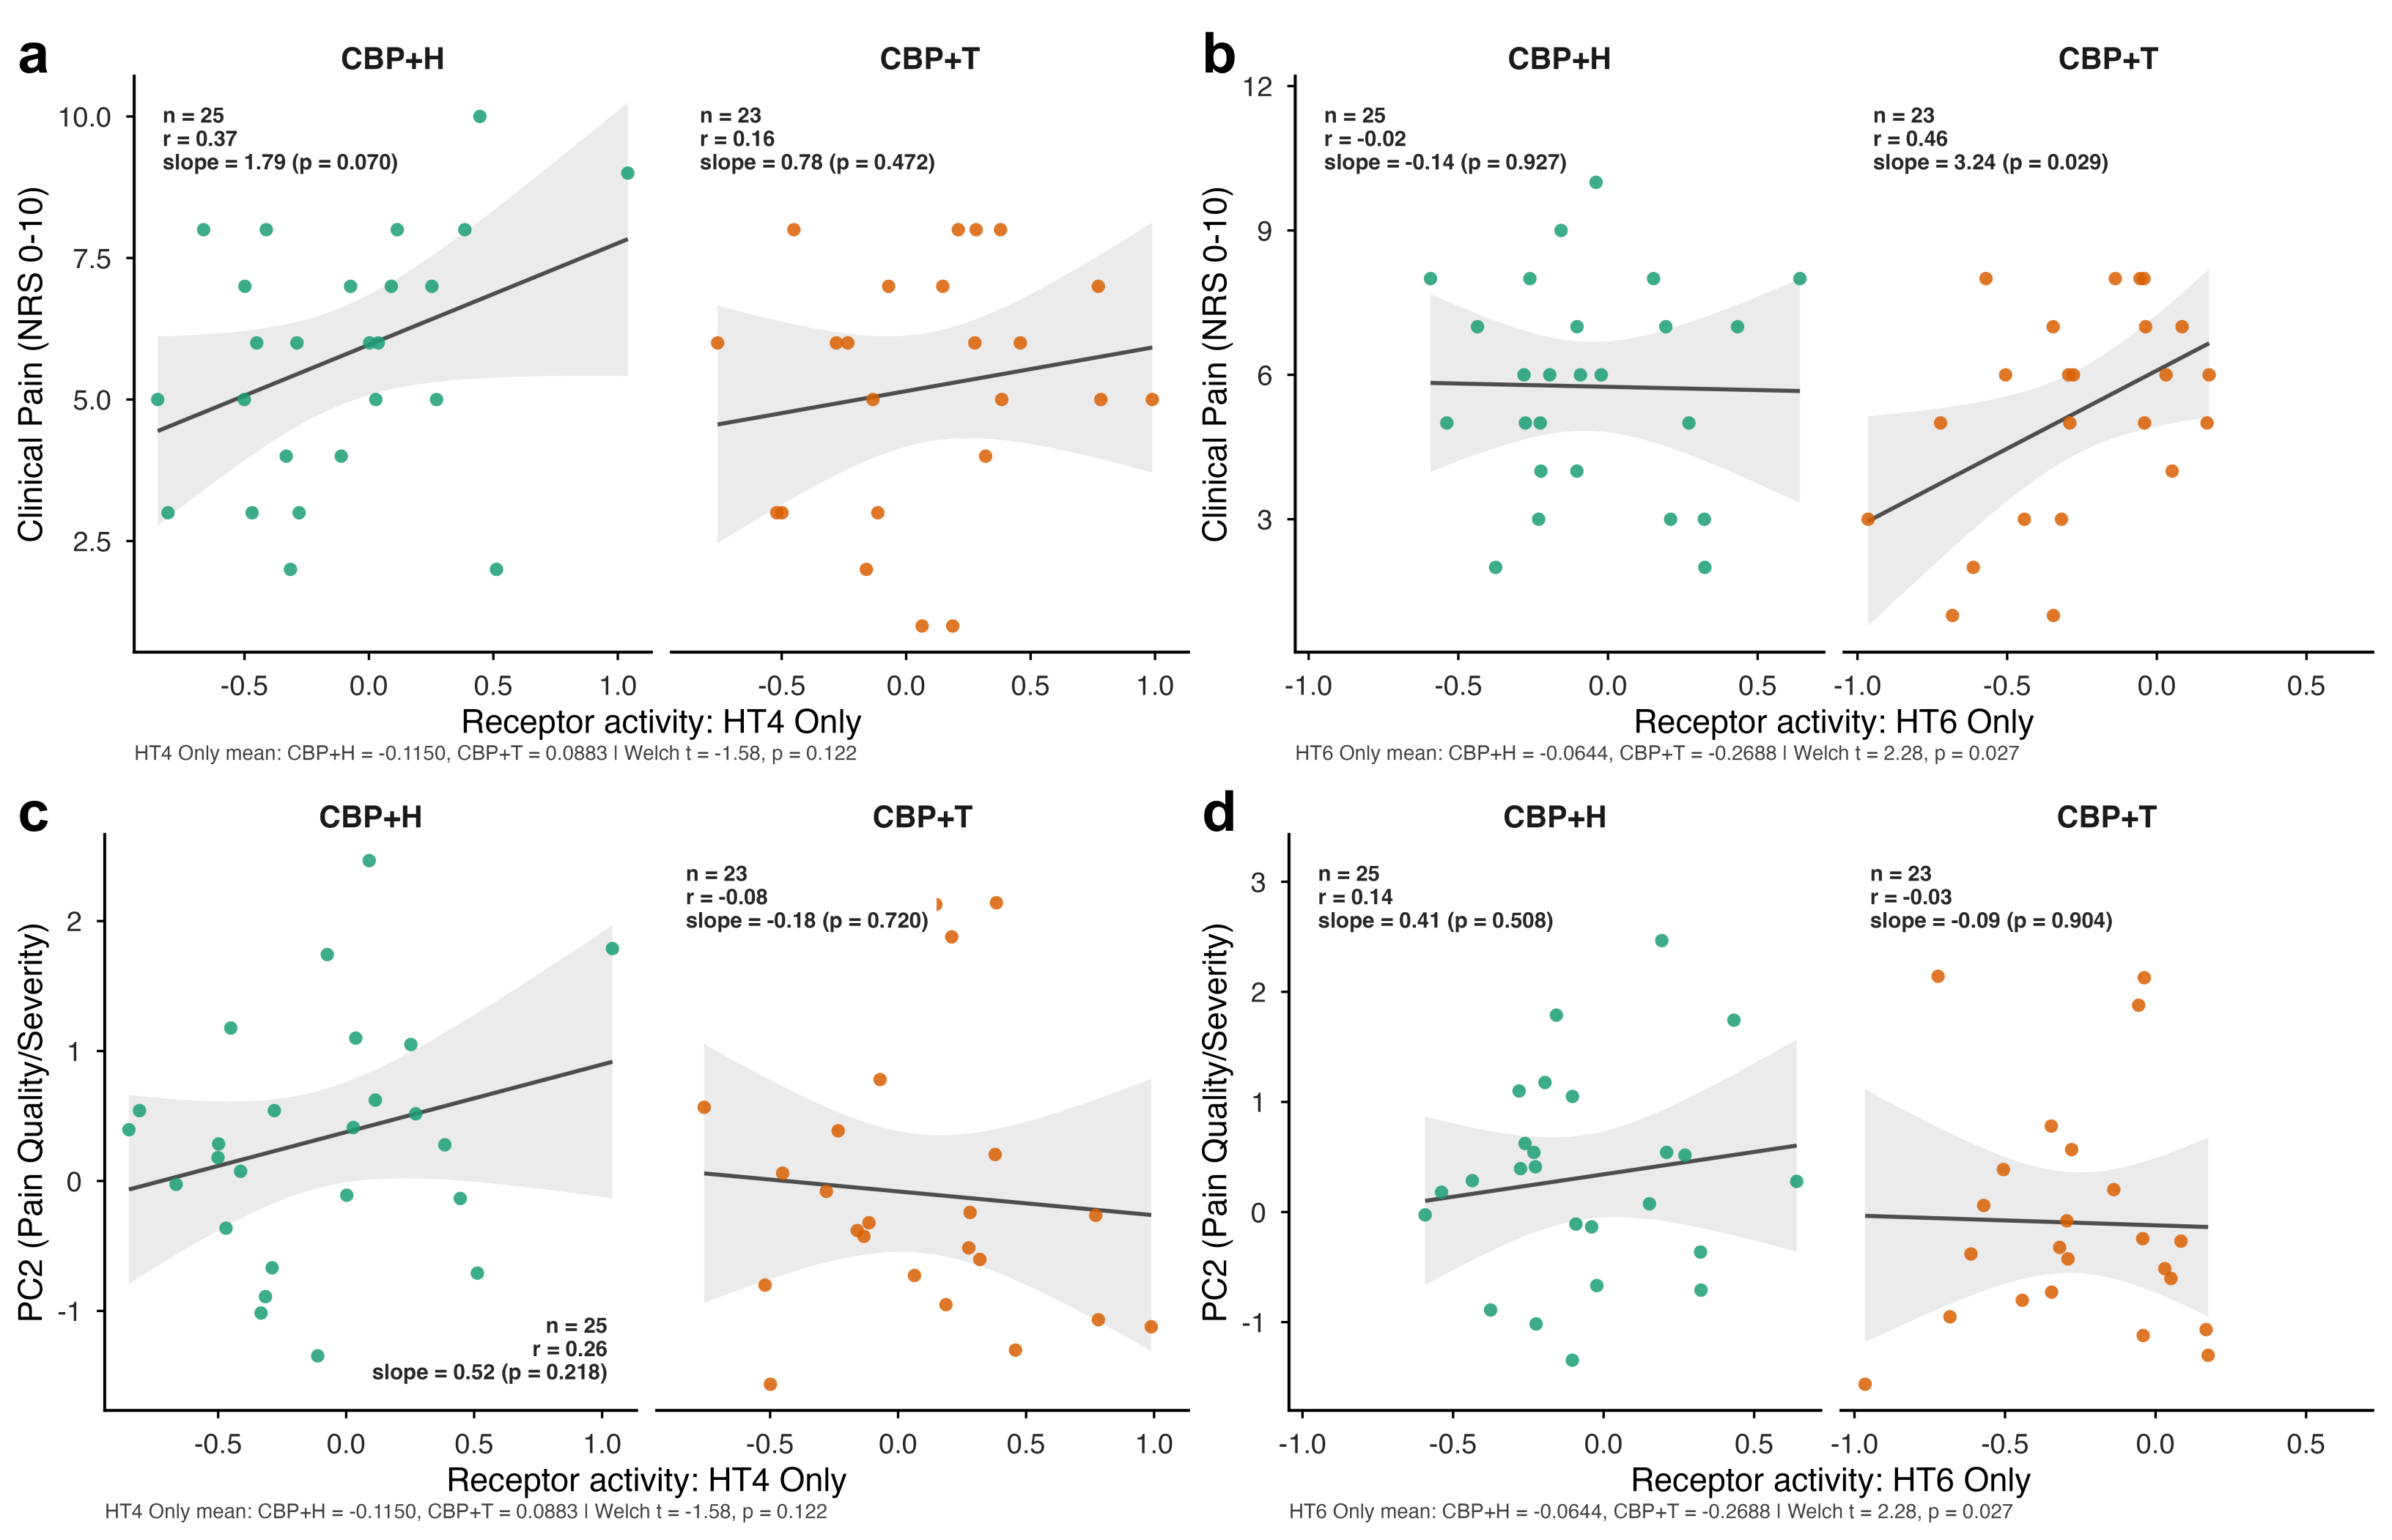 a
CBP+H
CBP+T
n = 25
r = 0.37
slope = 1.79 (p = 0.070)
n = 23
r = 0.16
slope = 0.78 (p = 0.472)
Clinical Pain (NRS 0-10)
10.0
7.5
5.0
2.5
-0.5
0.0
0.5
1.0
-0.5
0.0
0.5
1.0
Receptor activity: HT4 Only
HT4 Only mean: CBP+H = -0.1150, CBP+T = 0.0883 | Welch t = -1.58, p = 0.122
b
CBP+H
CBP+T
n = 25
r = -0.02
slope = -0.14 (p = 0.927)
n = 23
r = 0.46
slope = 3.24 (p = 0.029)
Clinical Pain (NRS 0-10)
12
9
6
3
-1.0
-0.5
0.0
0.5
-1.0
-0.5
0.0
0.5
Receptor activity: HT6 Only
HT6 Only mean: CBP+H = -0.0644, CBP+T = -0.2688 | Welch t = 2.28, p = 0.027
c
CBP+H
CBP+T
n = 23
r = -0.08
slope = -0.18 (p = 0.720)
n = 25
r = 0.26
slope = 0.52 (p = 0.218)
PC2 (Pain Quality/Severity)
2
1
0
-1
-0.5
0.0
0.5
1.0
-0.5
0.0
0.5
1.0
Receptor activity: HT4 Only
HT4 Only mean: CBP+H = -0.1150, CBP+T = 0.0883 | Welch t = -1.58, p = 0.122
d
CBP+H
CBP+T
n = 25
r = 0.14
slope = 0.41 (p = 0.508)
n = 23
r = -0.03
slope = -0.09 (p = 0.904)
PC2 (Pain Quality/Severity)
3
2
1
0
-1
-1.0
-0.5
0.0
0.5
-1.0
-0.5
0.0
0.5
Receptor activity: HT6 Only
HT6 Only mean: CBP+H = -0.0644, CBP+T = -0.2688 | Welch t = 2.28, p = 0.027